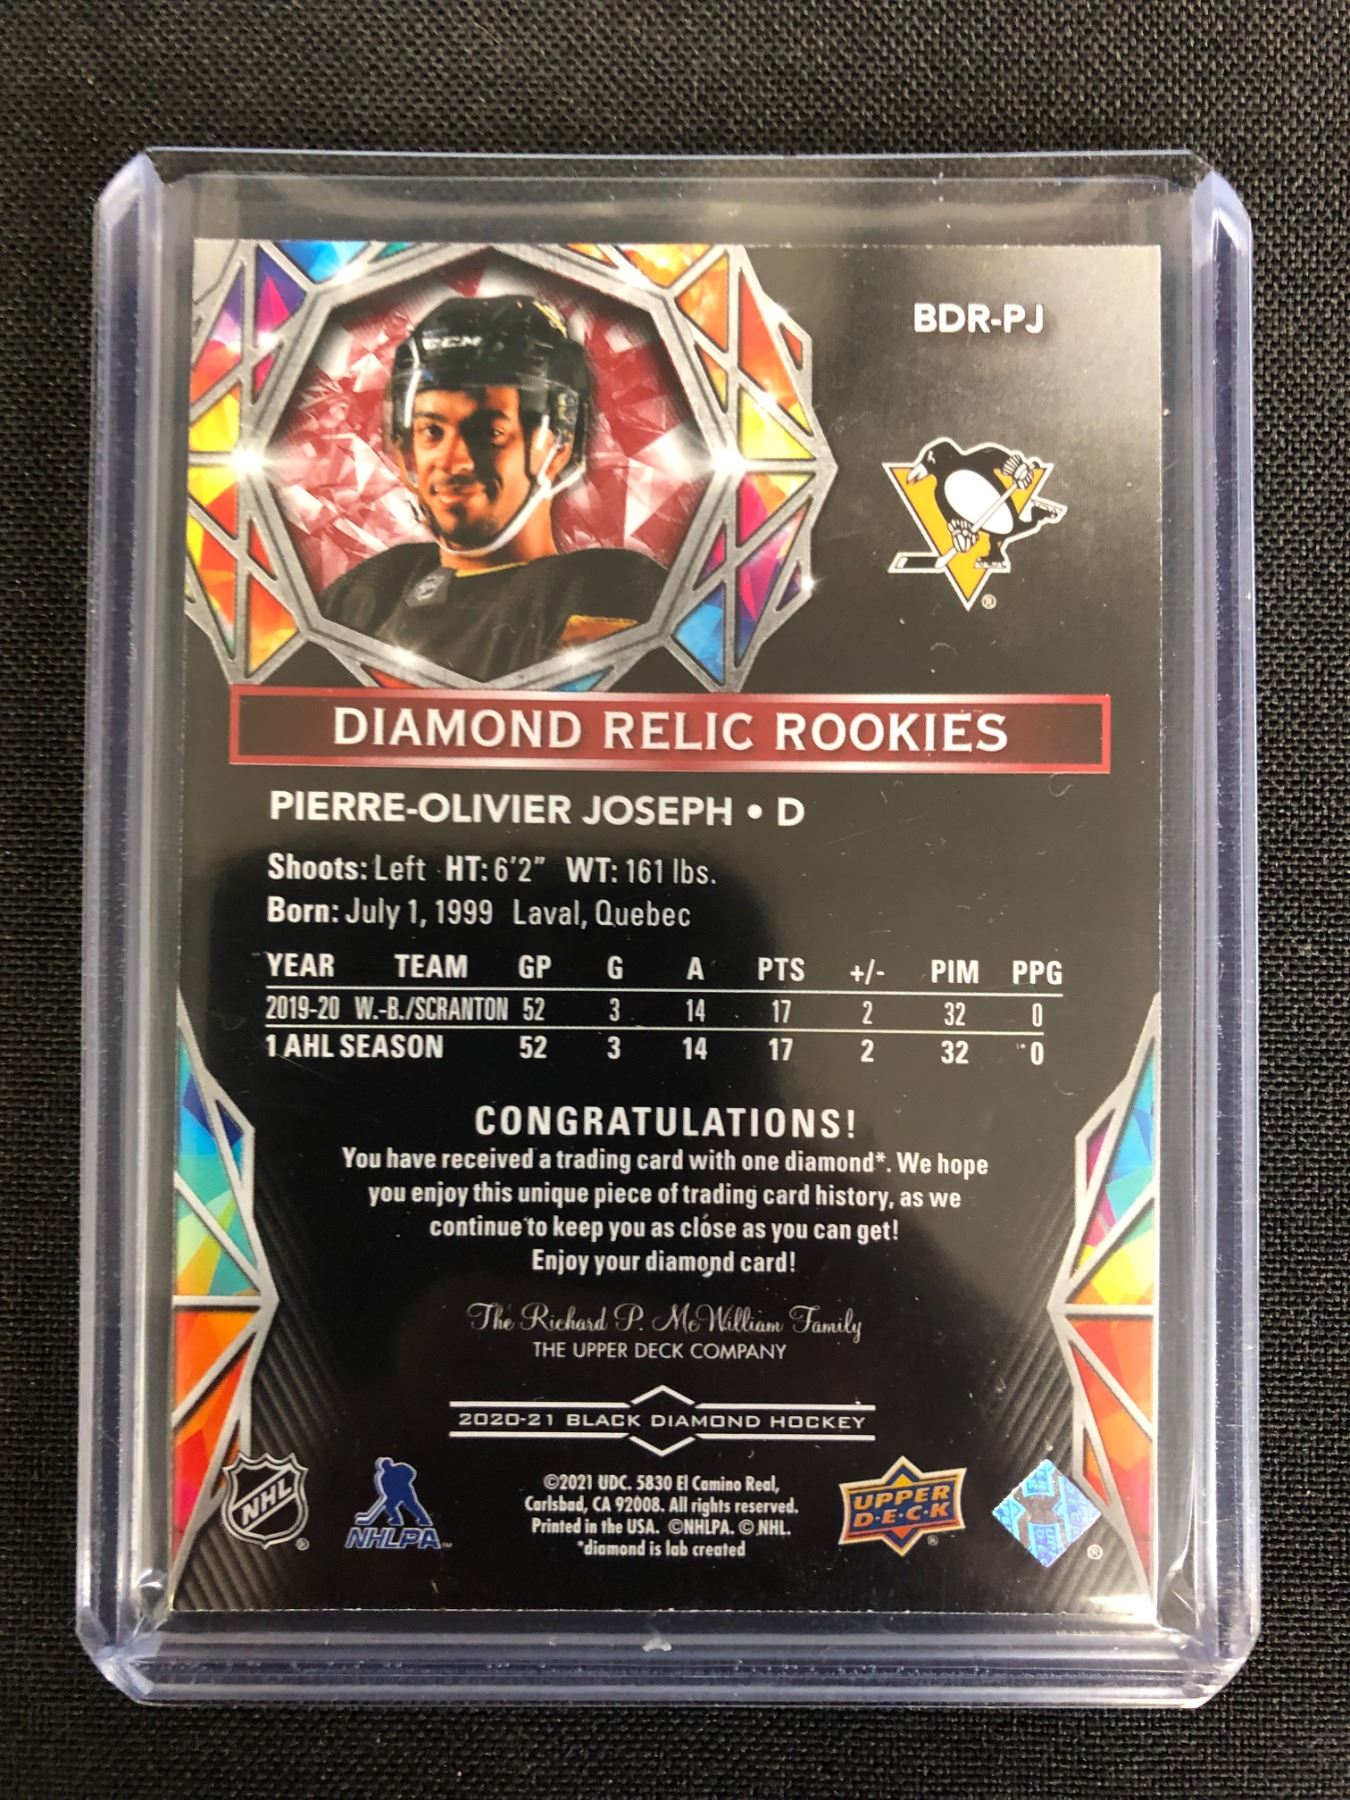 CCM
BDR-PJ
®
DIAMOND RELIC ROOKIES
PIERRE-OLIVIER JOSEPH • D
Shoots: Left HT: 6'2" WT: 161 lbs.
Born: July 1, 1999 Laval, Quebec
YEAR TEAM GP G A PTS +/- PIM PPG
2019-20 W.-B./SCRANTON 52 3 14 17 2 32 0
1 AHL SEASON 52 3 14 17 2 32 0
CONGRATULATIONS!
You have received a trading card with one diamond*. We hope
you enjoy this unique piece of trading card history, as we
continue to keep you as close as you can get!
Enjoy your diamond card!
The Richard P. McWilliam Family
THE UPPER DECK COMPANY
2020-21 BLACK DIAMOND HOCKEY
NHL ®
NHLPA ™
©2021 UDC. 5830 El Camino Real,
Carlsbad, CA 92008. All rights reserved.
Printed in the USA. ©NHLPA. © NHL.
*diamond is lab created
UPPER
D•E•C•K ®
®